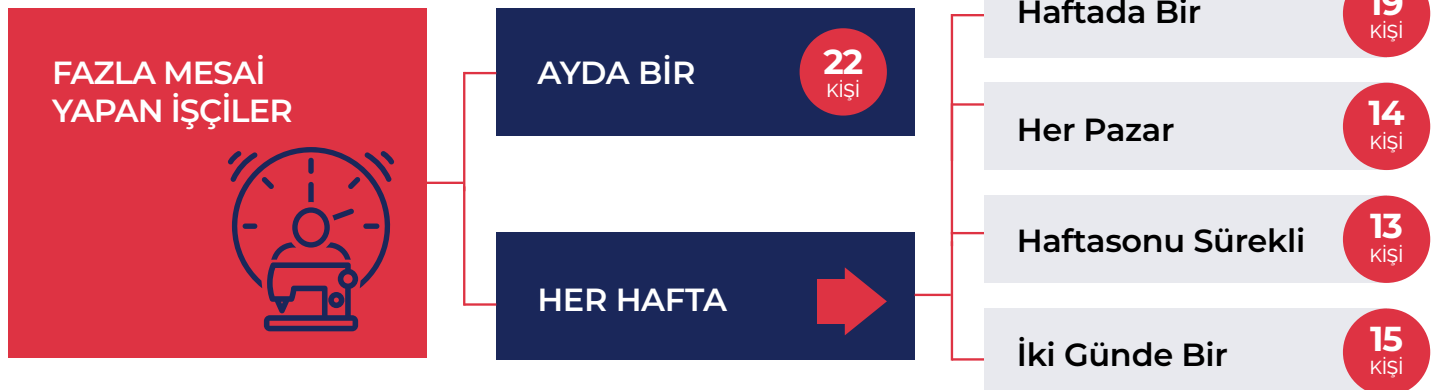 FAZLA MESAİ
YAPAN İŞÇİLER
AYDA BİR
22
KİŞİ
HER HAFTA
Haftada Bir
19
KİŞİ
Her Pazar
14
KİŞİ
Haftasonu Sürekli
13
KİŞİ
İki Günde Bir
15
KİŞİ